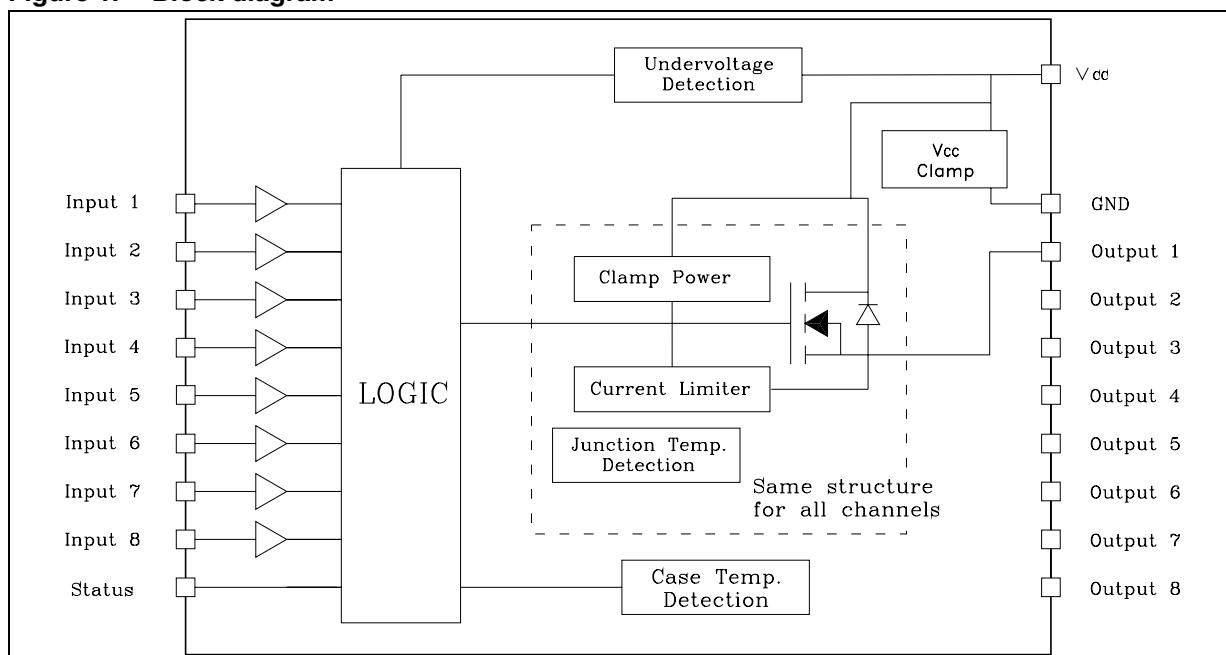 Figure 1. Block diagram
Undervoltage
Detection
Vcc
Vcc
Clamp
Input 1
GND
Input 2
Output 1
Clamp Power
Input 3
Output 2
Input 4
Output 3
LOGIC
Current Limiter
Input 5
Output 4
Input 6
Junction Temp.
Detection
Output 5
Input 7
Same structure
for all channels
Output 6
Input 8
Output 7
Status
Case Temp.
Detection
Output 8